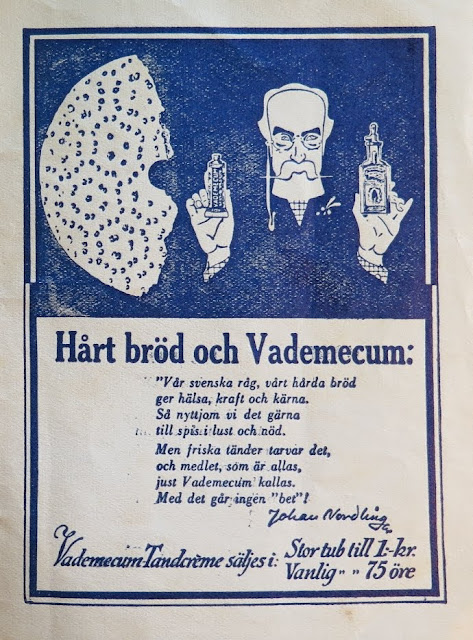 VADEMECUM
Hårt bröd och Vademecum:
"Vår svenska råg, vårt hårda bröd
ger hälsa, kraft och kärna.
Så nyttjom vi det gärna
till spis i lust och nöd.
Men friska tänder tarvar det,
och medlet, som är allas,
just Vademecum kallas.
Med det går ingen "bet"!
Johan Nordling
Vademecum-Tandcrème säljes i: Stor tub till 1:-kr.
Vanlig " " 75 öre